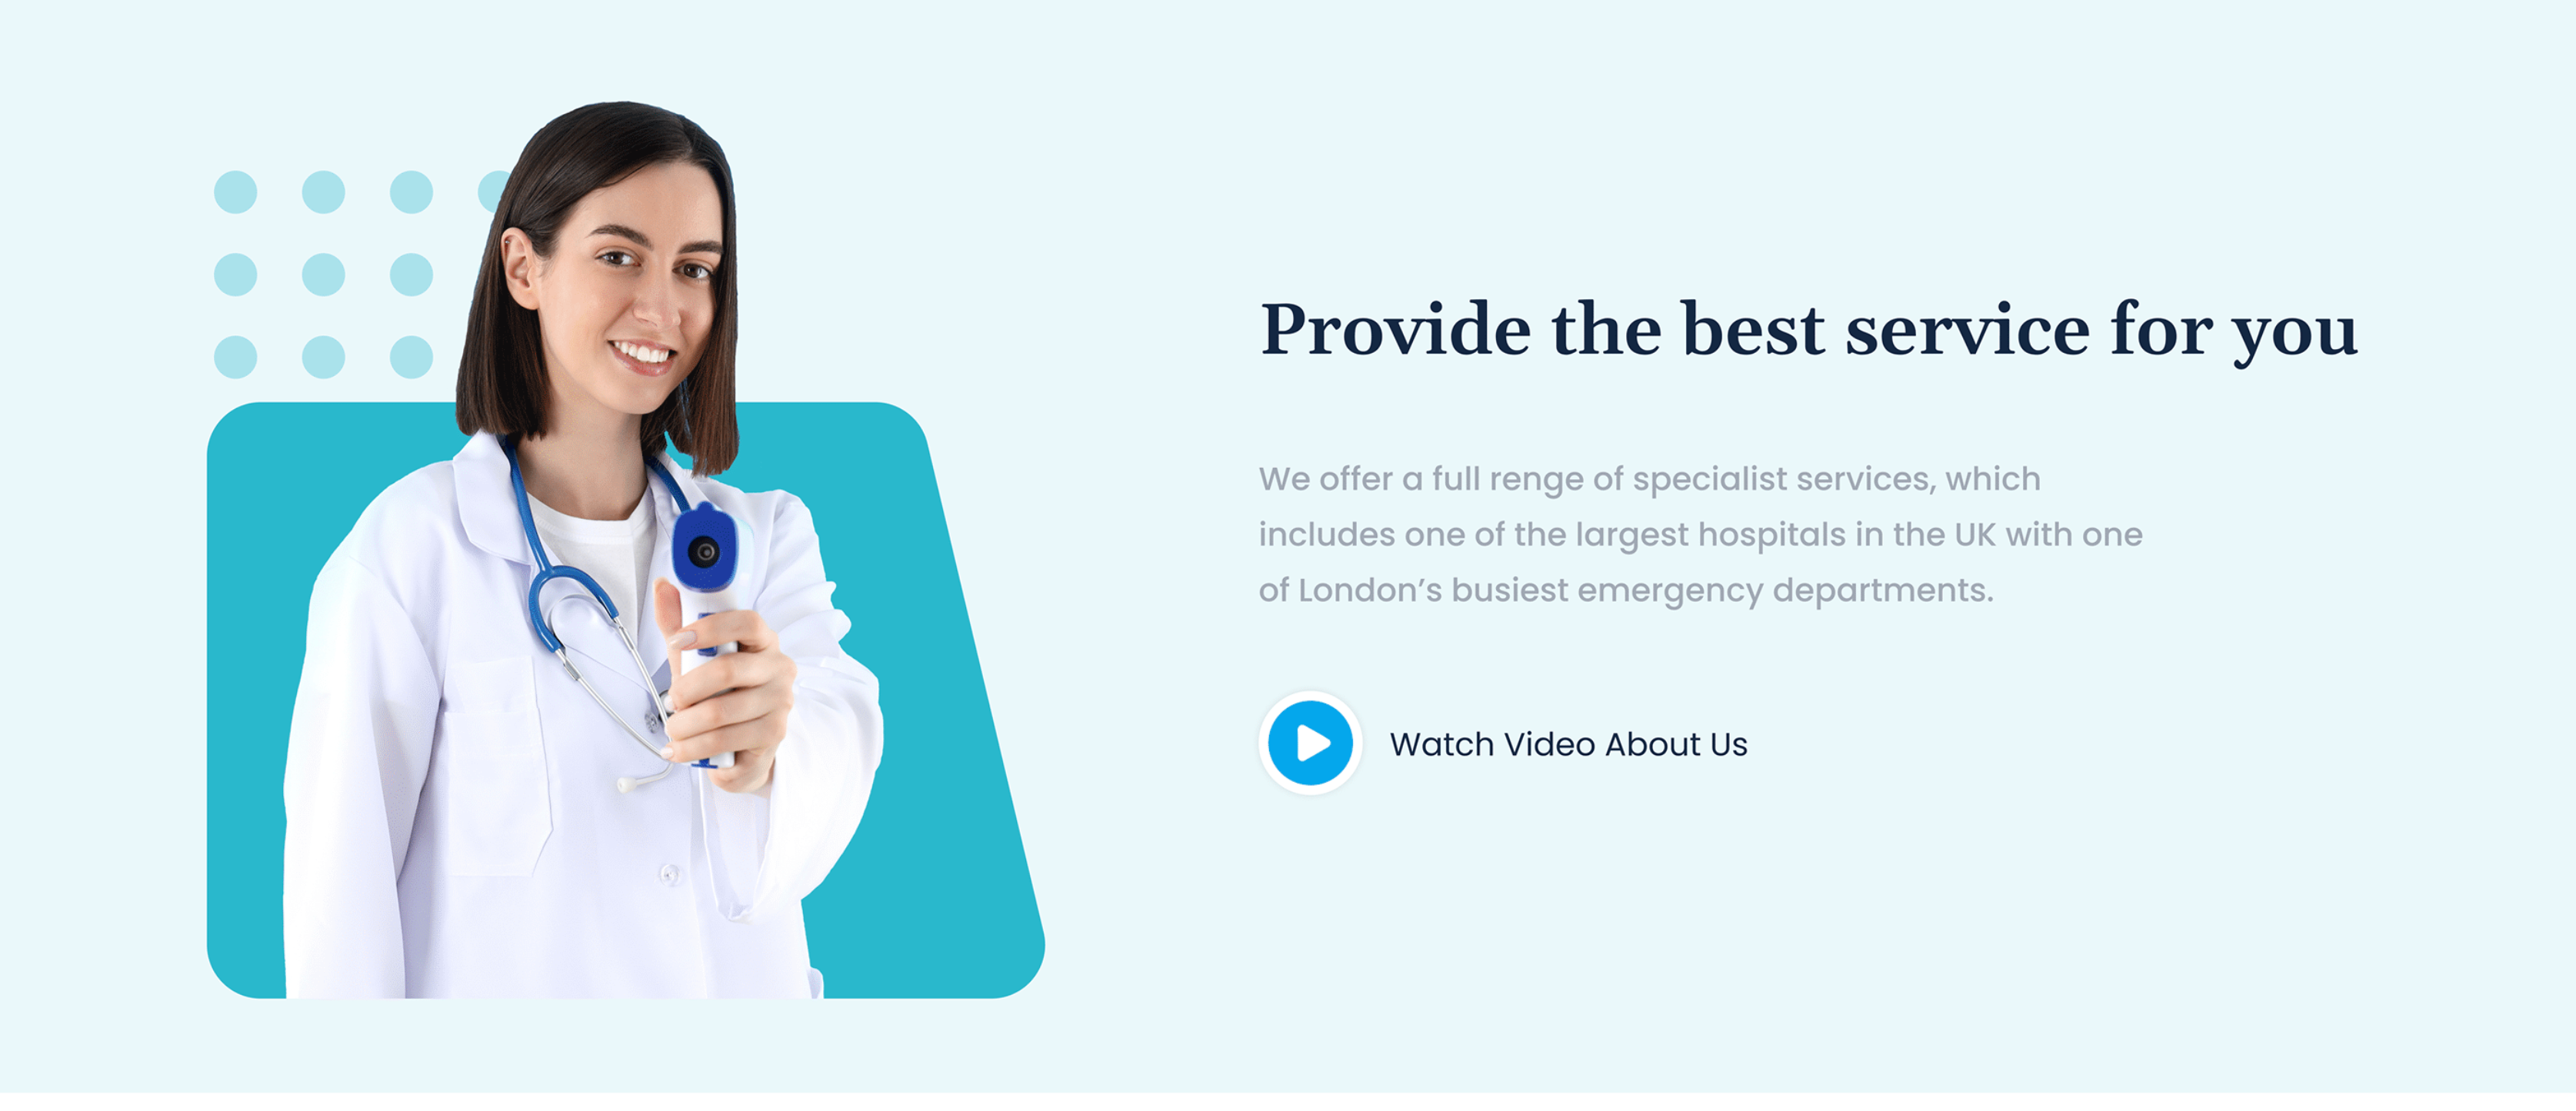 Provide the best service for you
We offer a full renge of specialist services, which
includes one of the largest hospitals in the UK with one
of London’s busiest emergency departments.
Watch Video About Us